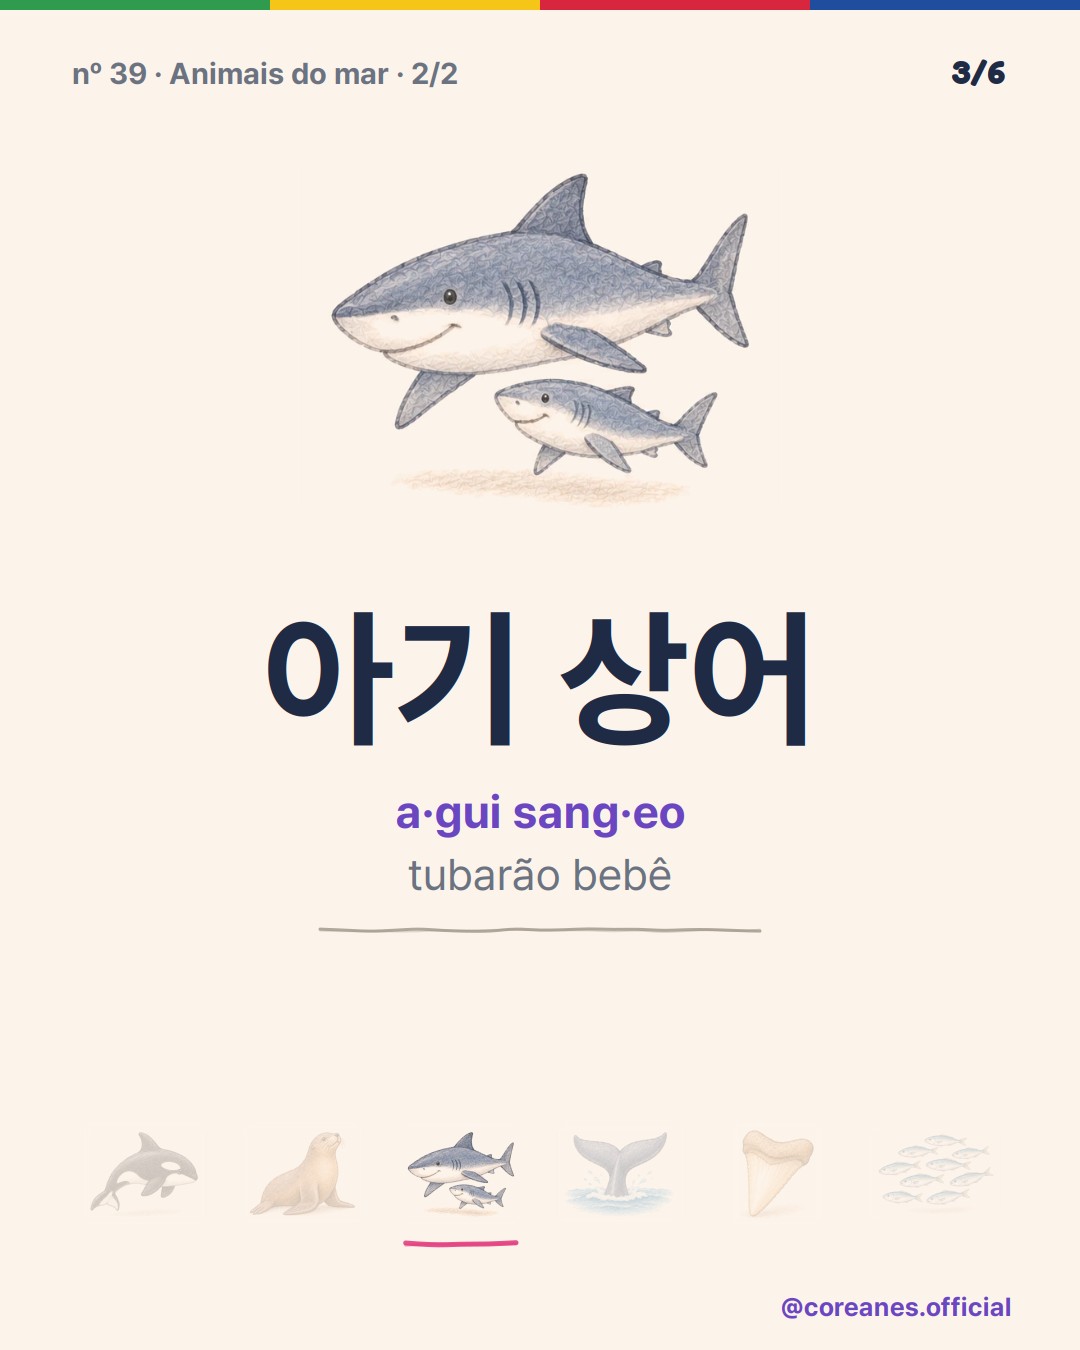 nº 39 · Animais do mar · 2/2
3/6
아기 상어
a·gui sang·eo
tubarão bebê
@coreanes.official